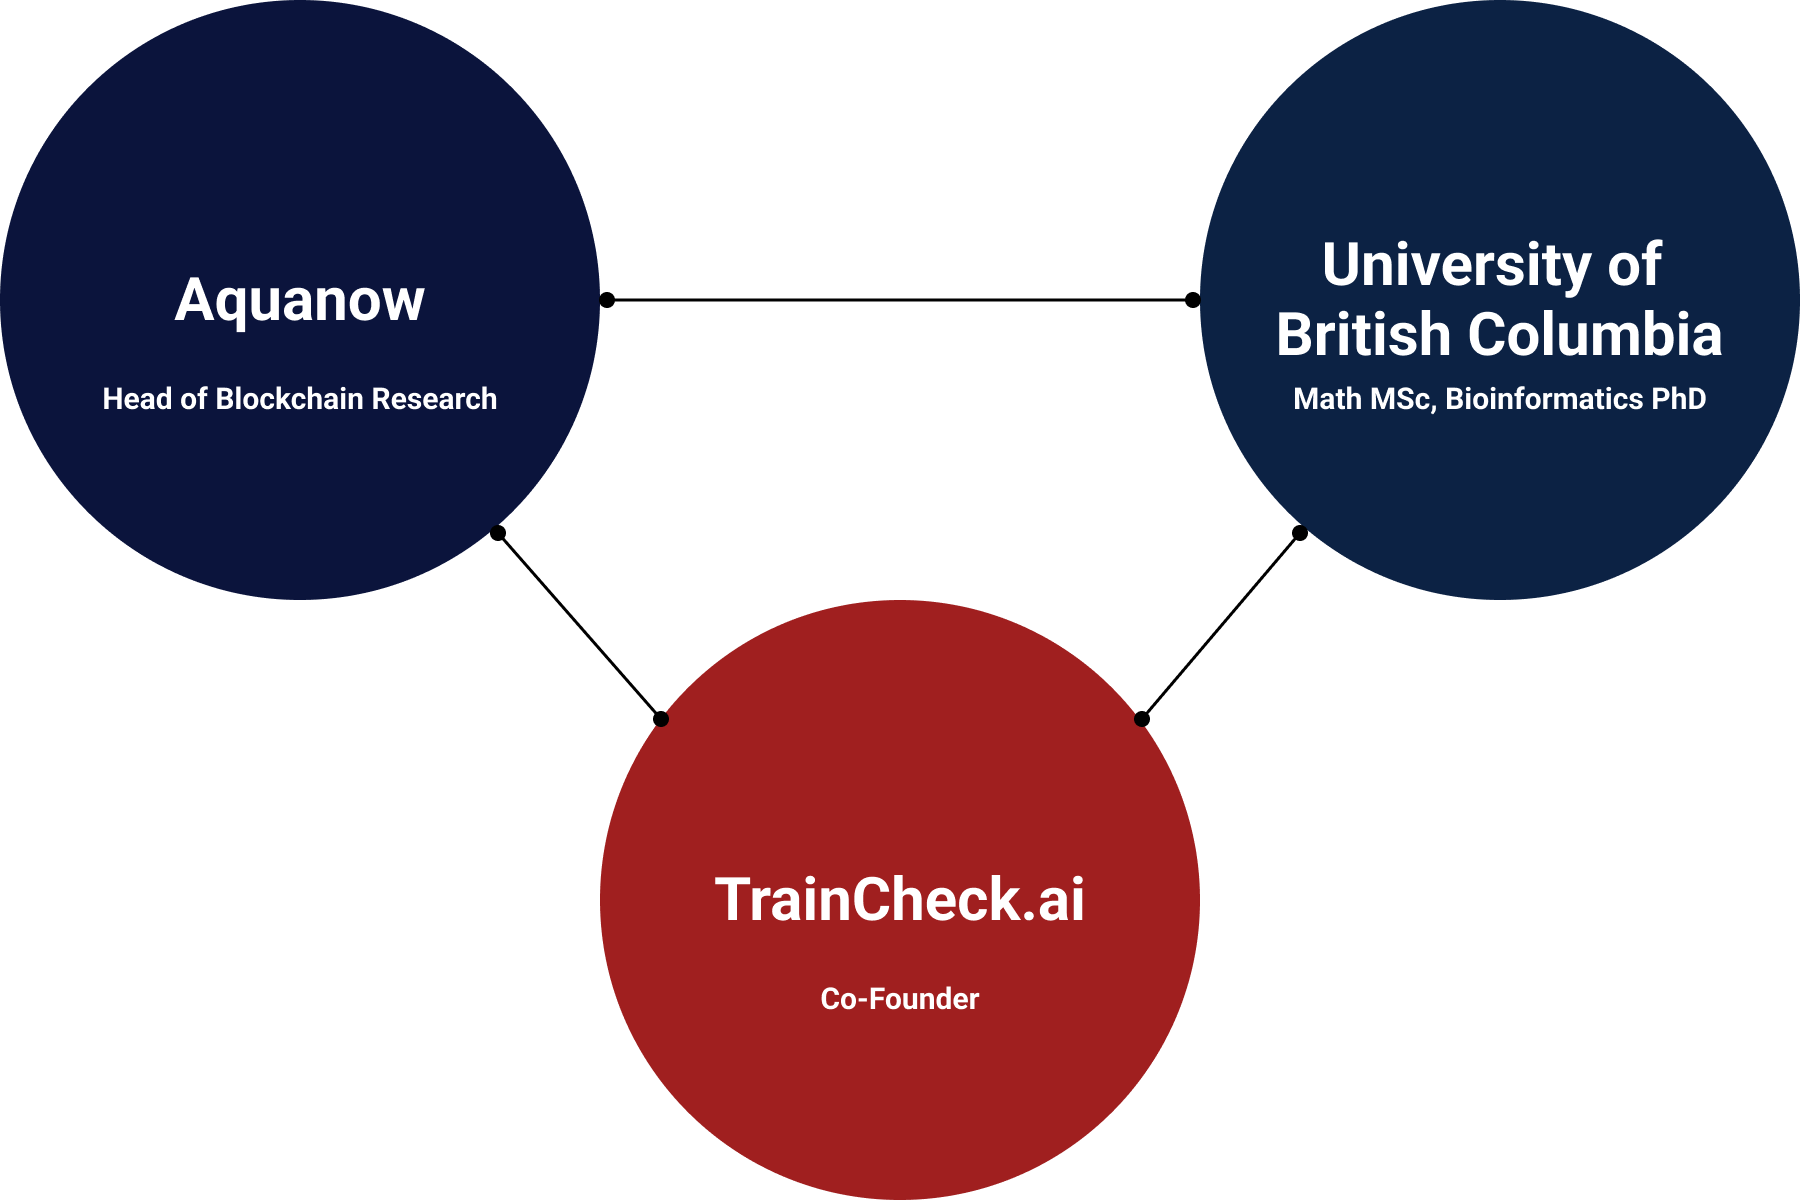 Aquanow
Head of Blockchain Research
University of
British Columbia
Math MSc, Bioinformatics PhD
TrainCheck.ai
Co-Founder